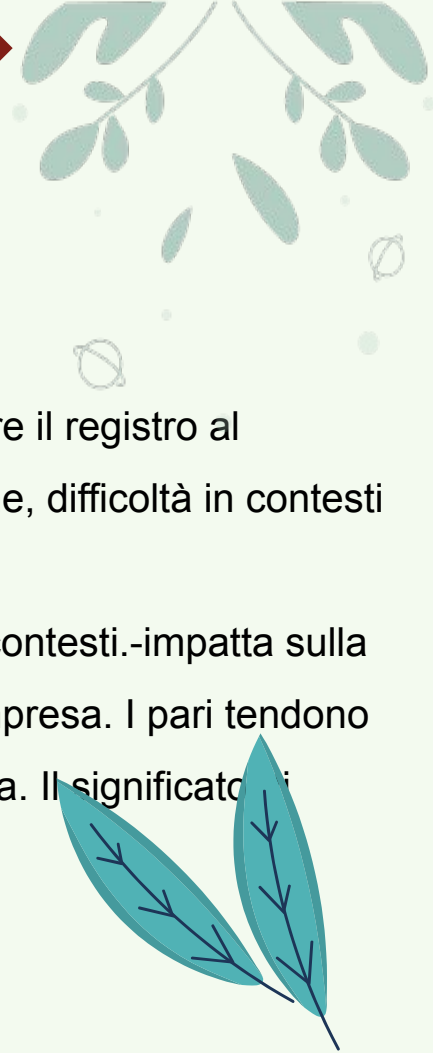 re il registro al
e, difficoltà in contesti
contesti.-impatta sulla
presa. I pari tendono
a. Il significato